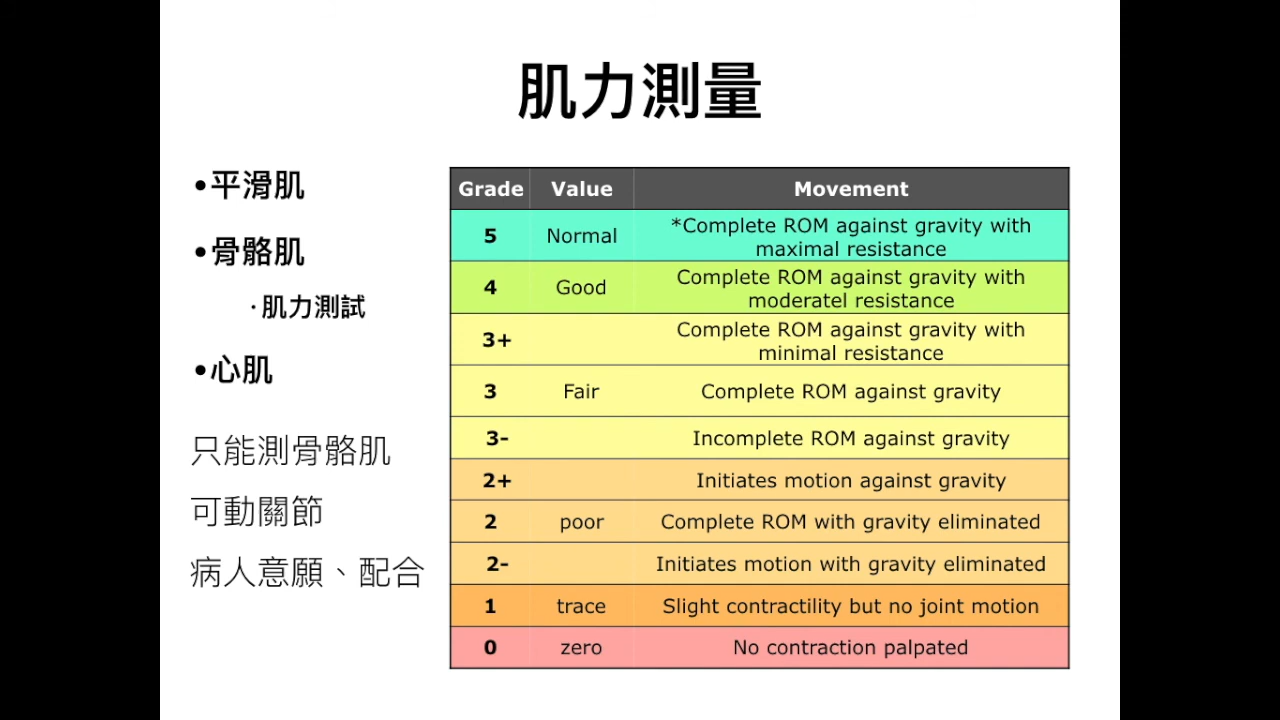 肌力測量
•平滑肌
•骨骼肌
·肌力測試
•心肌
只能測骨骼肌
可動關節
病人意願、配合
Grade Value Movement
5 Normal *Complete ROM against gravity with
maximal resistance
4 Good Complete ROM against gravity with
moderatel resistance
3+ Complete ROM against gravity with
minimal resistance
3 Fair Complete ROM against gravity
3- Incomplete ROM against gravity
2+ Initiates motion against gravity
2 poor Complete ROM with gravity eliminated
2- Initiates motion with gravity eliminated
1 trace Slight contractility but no joint motion
0 zero No contraction palpated